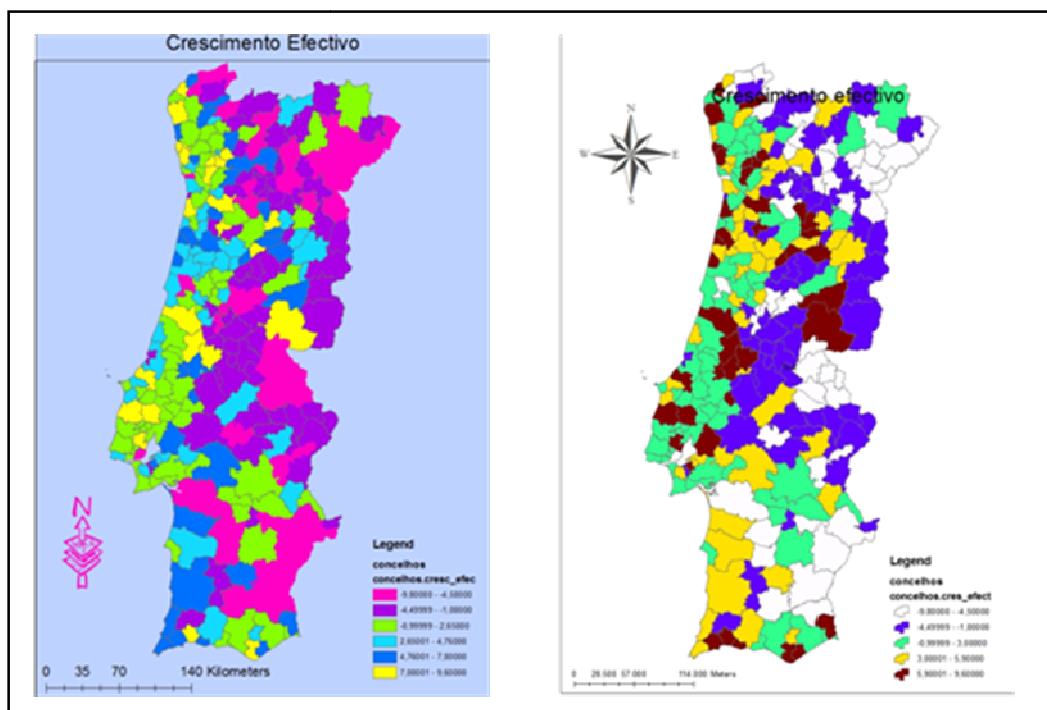 Crescimento Efectivo
N
Legend
concelhos
concelhos.cresc_efec
-9,80000 - -4,50000
-4,49999 - -1,00000
-0,99999 - 2,65000
2,65001 - 4,75000
4,76001 - 7,80000
7,80001 - 9,60000
0 35 70 140 Kilometers
Crescimento efectivo
N
W E
S
Legend
concelhos
concelhos.cres_efect
-9,80000 - -4,50000
-4,49999 - -1,00000
-0,99999 - 3,00000
3,00001 - 5,90000
5,90001 - 9,60000
0 28.500 57.000 114.000 Meters